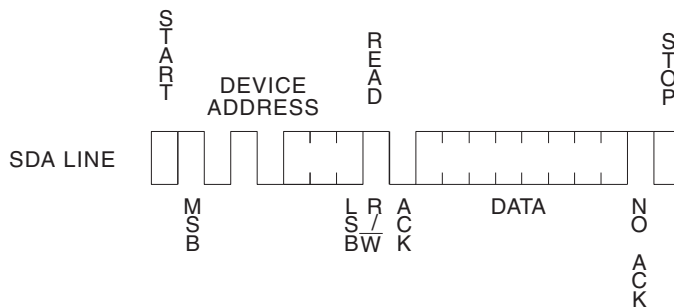 START
READ
STOP
DEVICE
ADDRESS
SDA LINE
MSB
LSB
R/W
ACK
DATA
NO ACK